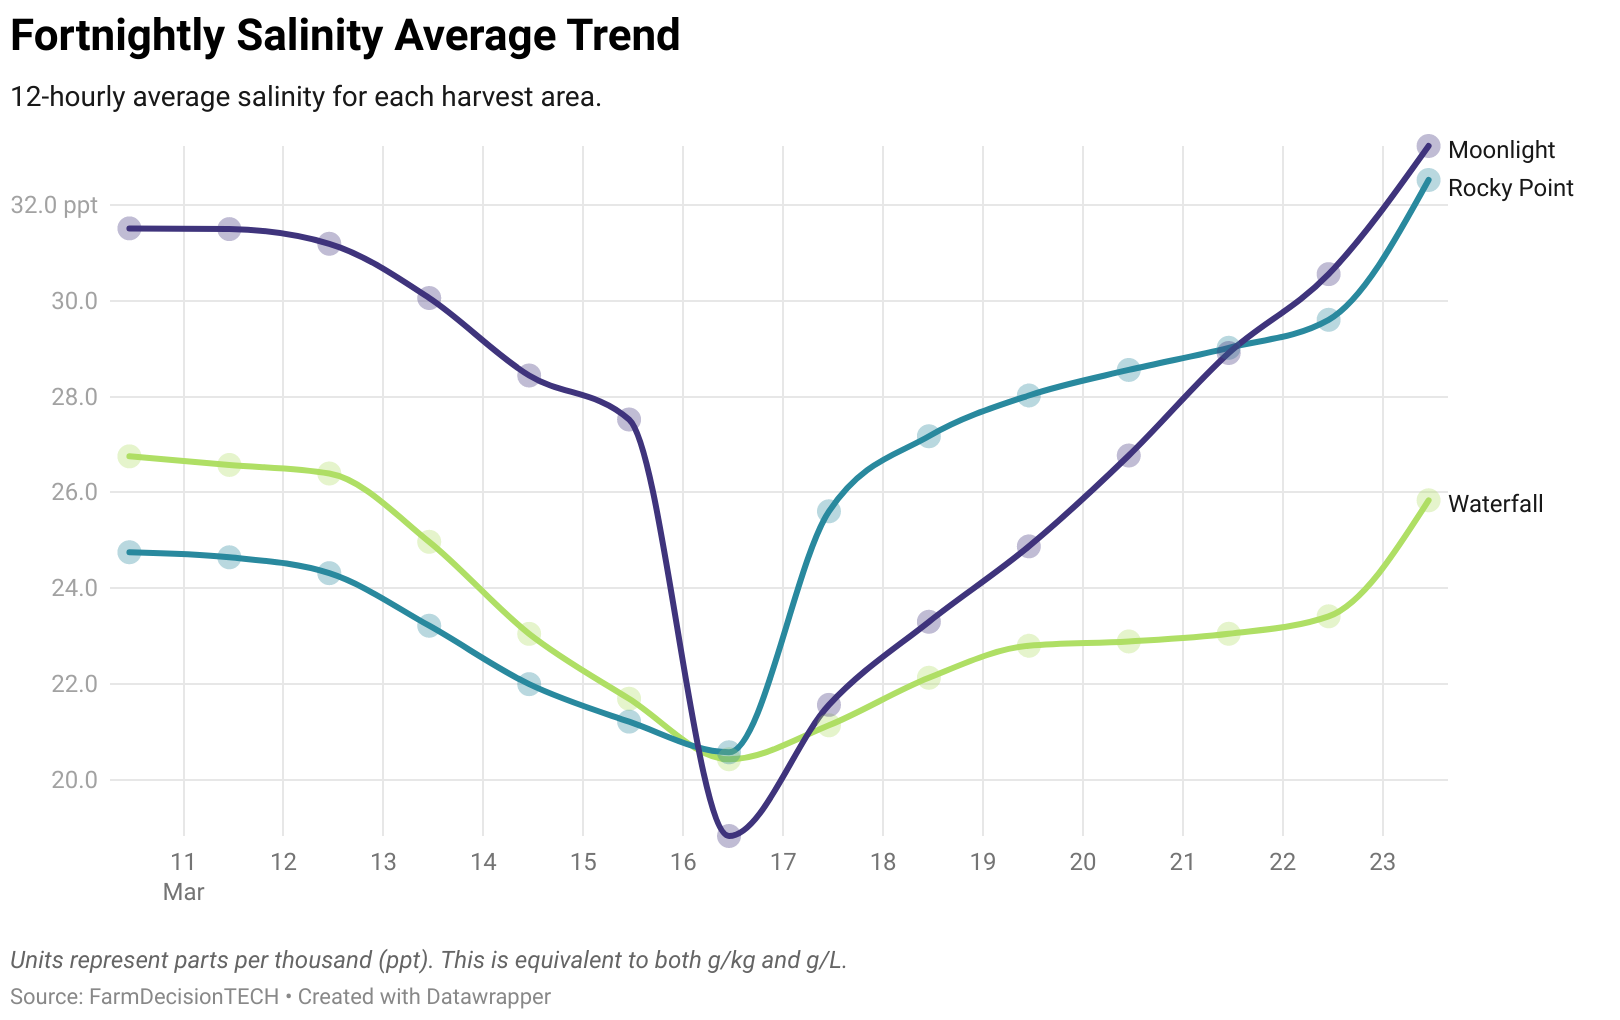 Fortnightly Salinity Average Trend
12-hourly average salinity for each harvest area.
Moonlight
Rocky Point
32.0 ppt
30.0
28.0
26.0
Waterfall
24.0
22.0
20.0
11 12 13 14 15 16 17 18 19 20 21 22 23
Mar
Units represent parts per thousand (ppt). This is equivalent to both g/kg and g/L.
Source: FarmDecisionTECH • Created with Datawrapper